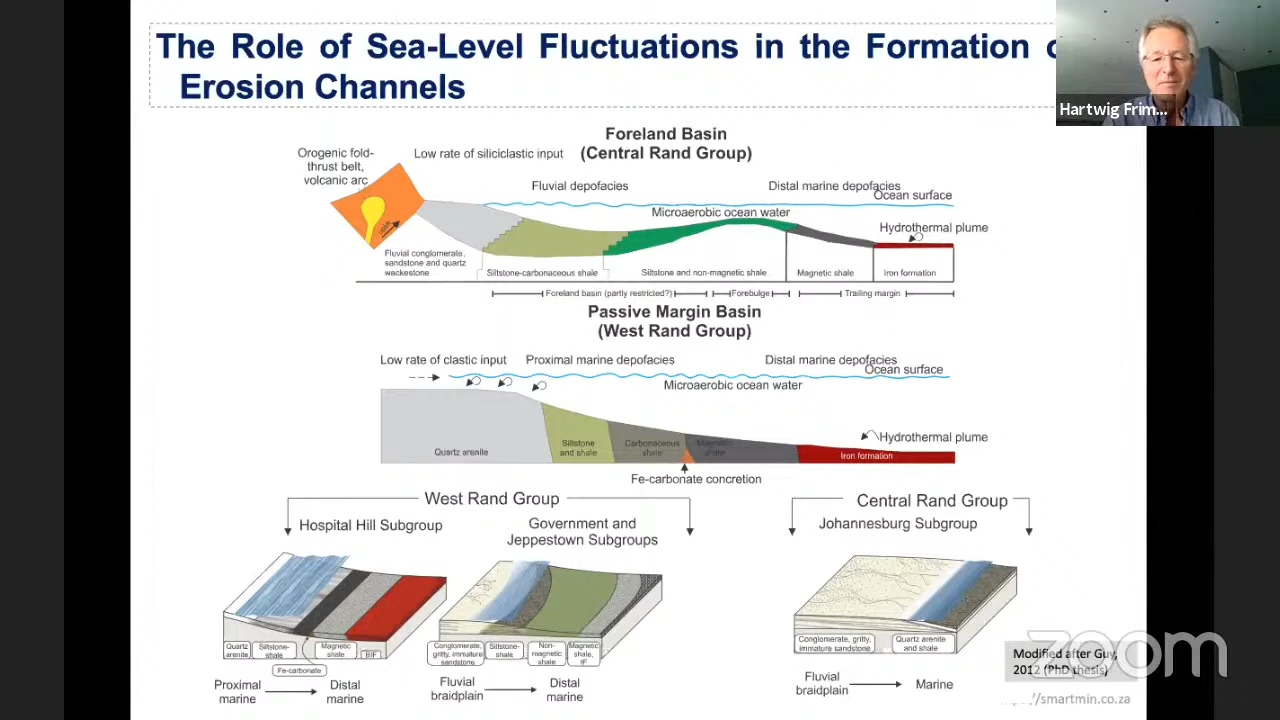 The Role of Sea-Level Fluctuations in the Formation
Erosion Channels
Hartwig Frim...
Foreland Basin
(Central Rand Group)
Orogenic fold-
thrust belt,
volcanic arc
Low rate of siliciclastic input
Fluvial depofacies
Distal marine depofacies
Ocean surface
Microaerobic ocean water
Hydrothermal plume
Fluvial conglomerate,
sandstone and quartz
wackestone
Siltstone-carbonaceous shale
Siltstone and non-magnetic shale
Magnetic shale
Iron formation
Foreland basin (partly restricted?)
Forebulge
Trailing margin
Passive Margin Basin
(West Rand Group)
Low rate of clastic input
Proximal marine depofacies
Distal marine depofacies
Ocean surface
Microaerobic ocean water
Hydrothermal plume
Quartz arenite
Siltstone
and shale
Carbonaceous
shale
Magnetic
shale
Iron formation
Fe-carbonate concretion
West Rand Group
Central Rand Group
Hospital Hill Subgroup
Government and
Jeppestown Subgroups
Johannesburg Subgroup
Quartz
arenite
Siltstone-
shale
Magnetic
shale
BIF
Fe-carbonate
Conglomerate,
gritty, immature
sandstone
Siltstone-
shale
Non-
magnetic
shale
Magnetic
shale,
IF
Conglomerate, gritty,
immature sandstone
Quartz arenite
and shale
Proximal
marine
Distal
marine
Fluvial
braidplain
Distal
marine
Fluvial
braidplain
Marine
Modified after Guy,
2012 (PhD thesis)
zoom
//smartmin.co.za